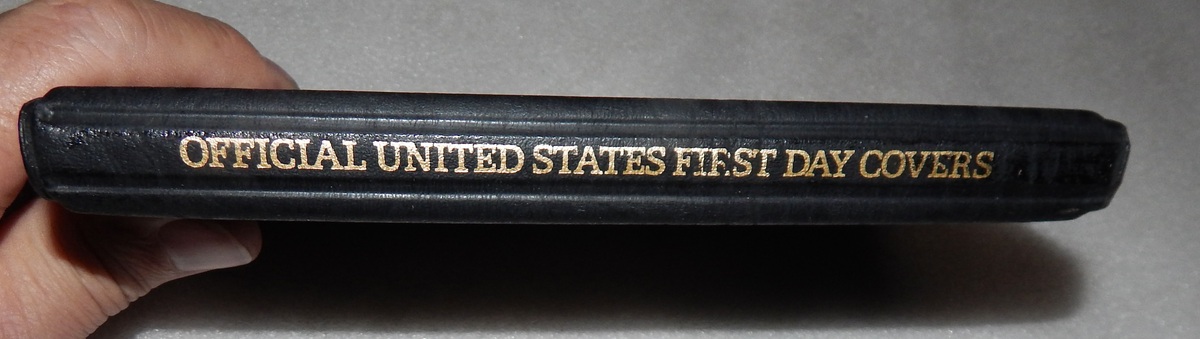 OFFICIAL UNITED STATES FIRST DAY COVERS